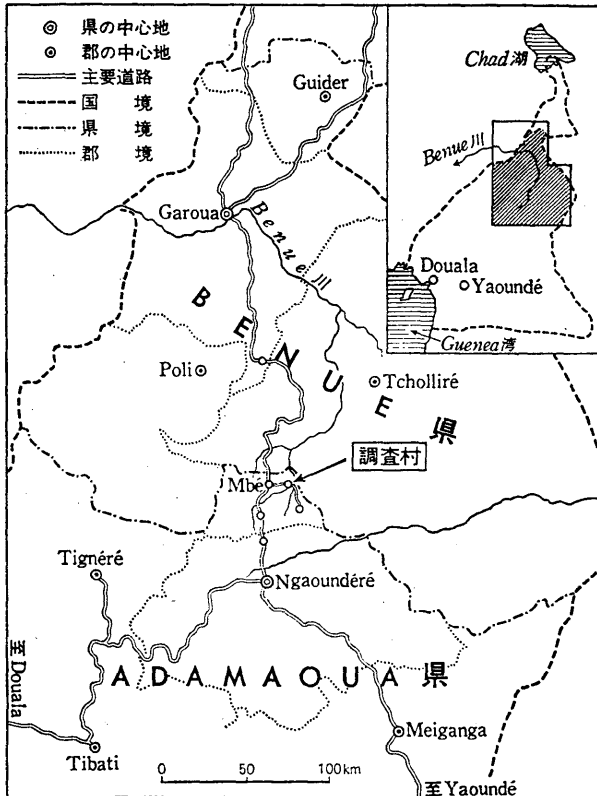 県の中心地
郡の中心地
主要道路
国　境
県　境
郡　境
Guider
Garoua
Benue川
BENUE県
Poli
Tcholliré
調査村
Mbé
Tignéré
Ngaoundéré
至Douala
ADAMAOUA県
Meiganga
Tibati
0 50 100km
至Yaoundé
Chad湖
Benue川
Douala
Yaoundé
Guenea湾